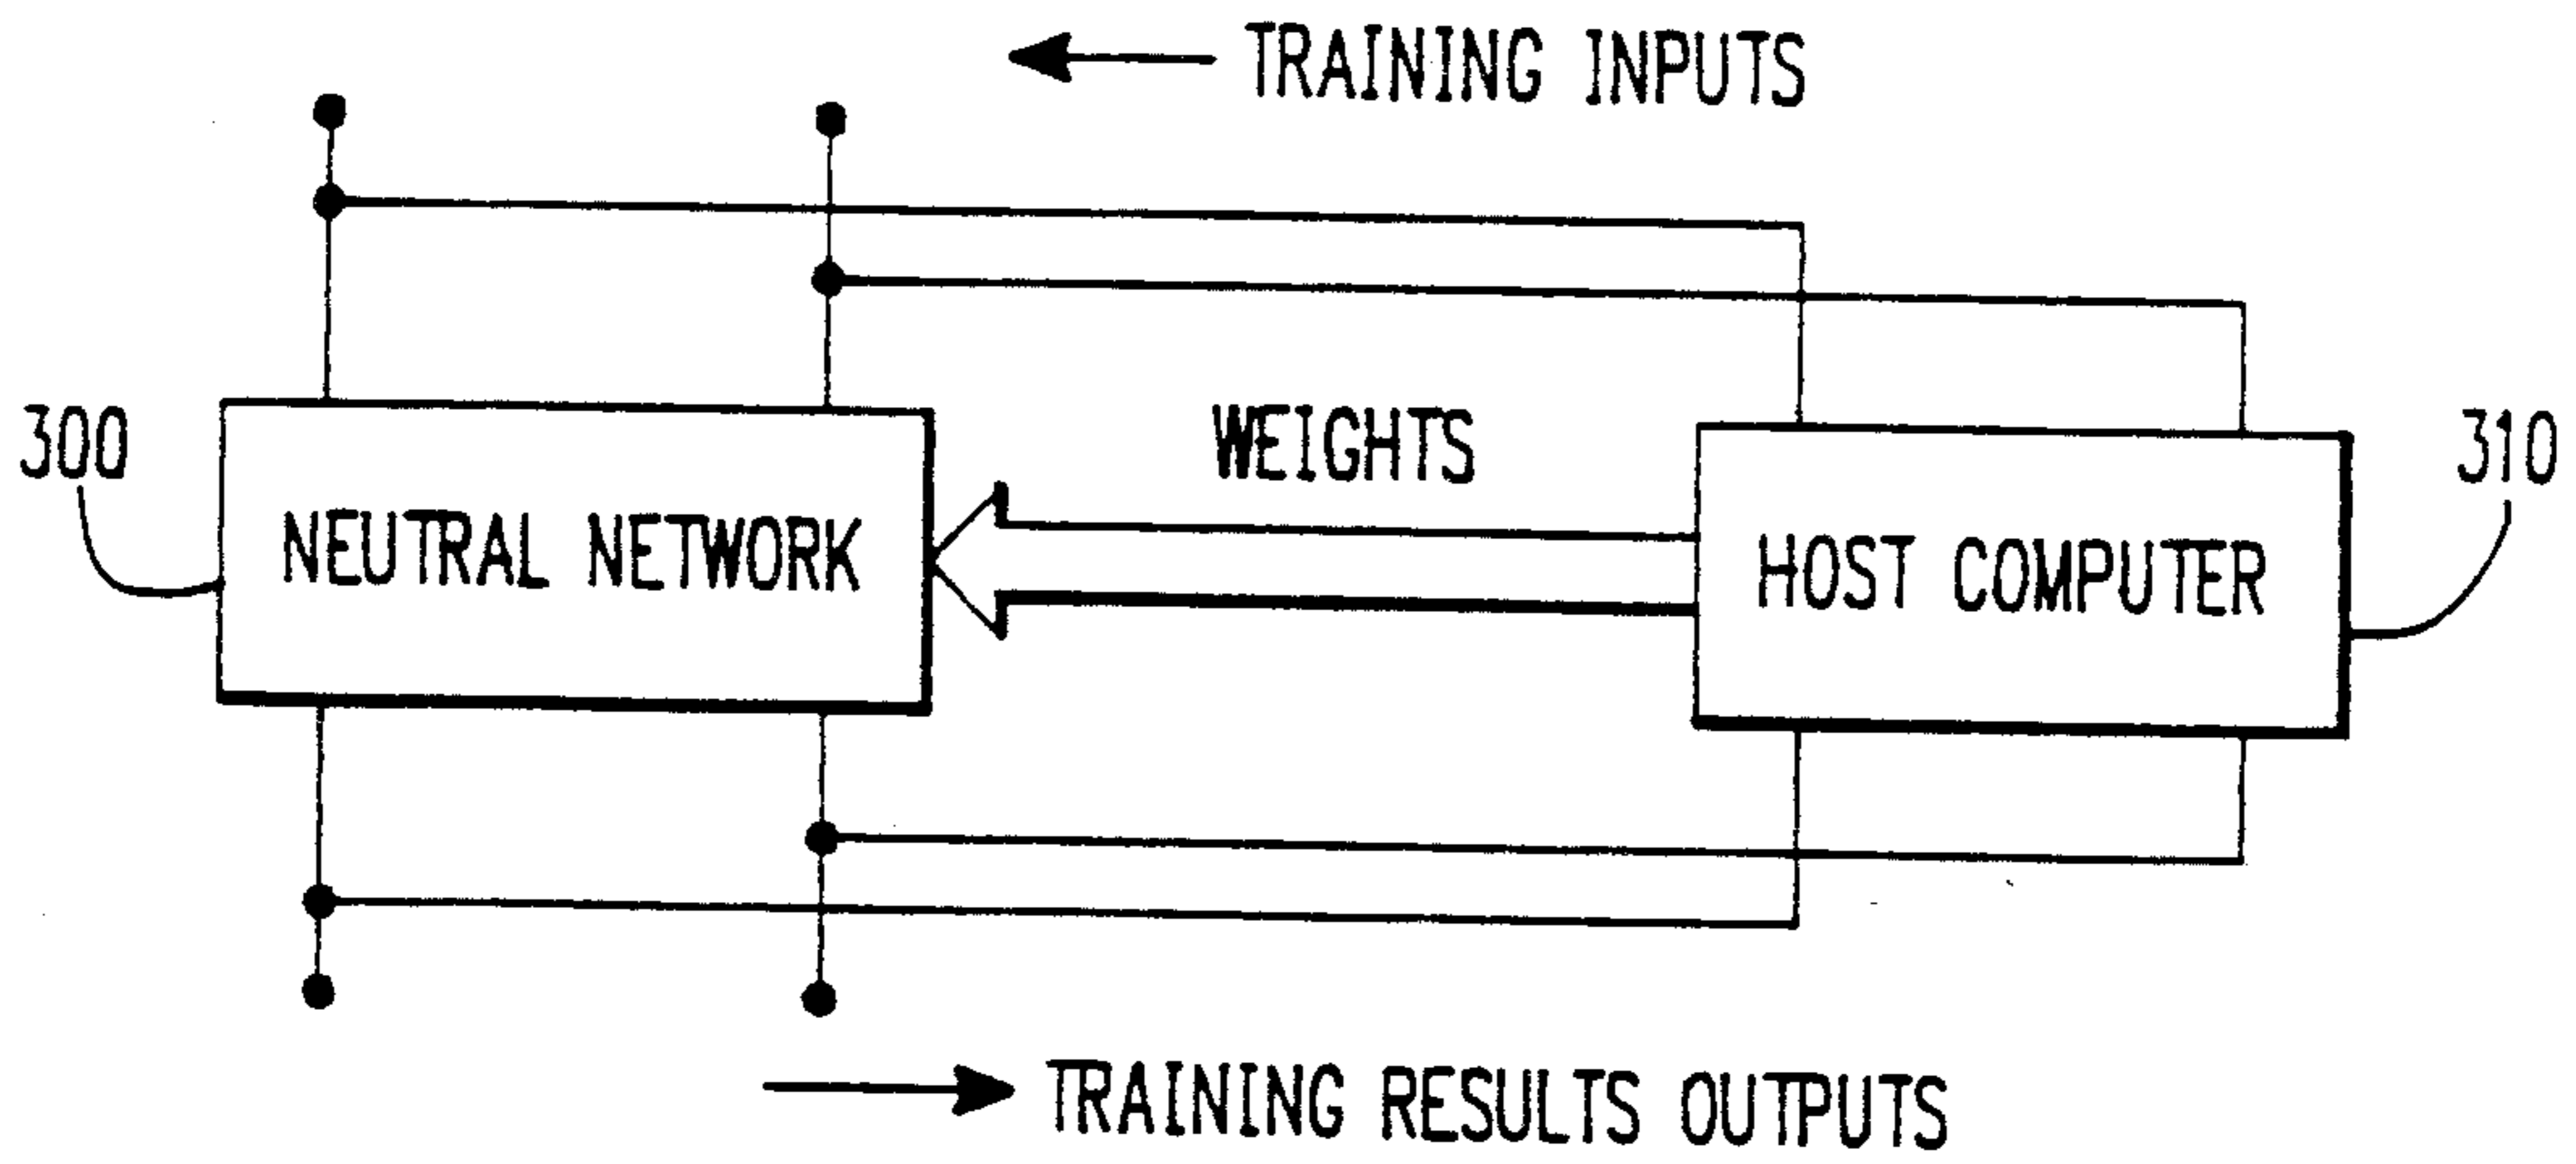 TRAINING INPUTS
300
WEIGHTS
310
NEUTRAL NETWORK
HOST COMPUTER
TRAINING RESULTS OUTPUTS